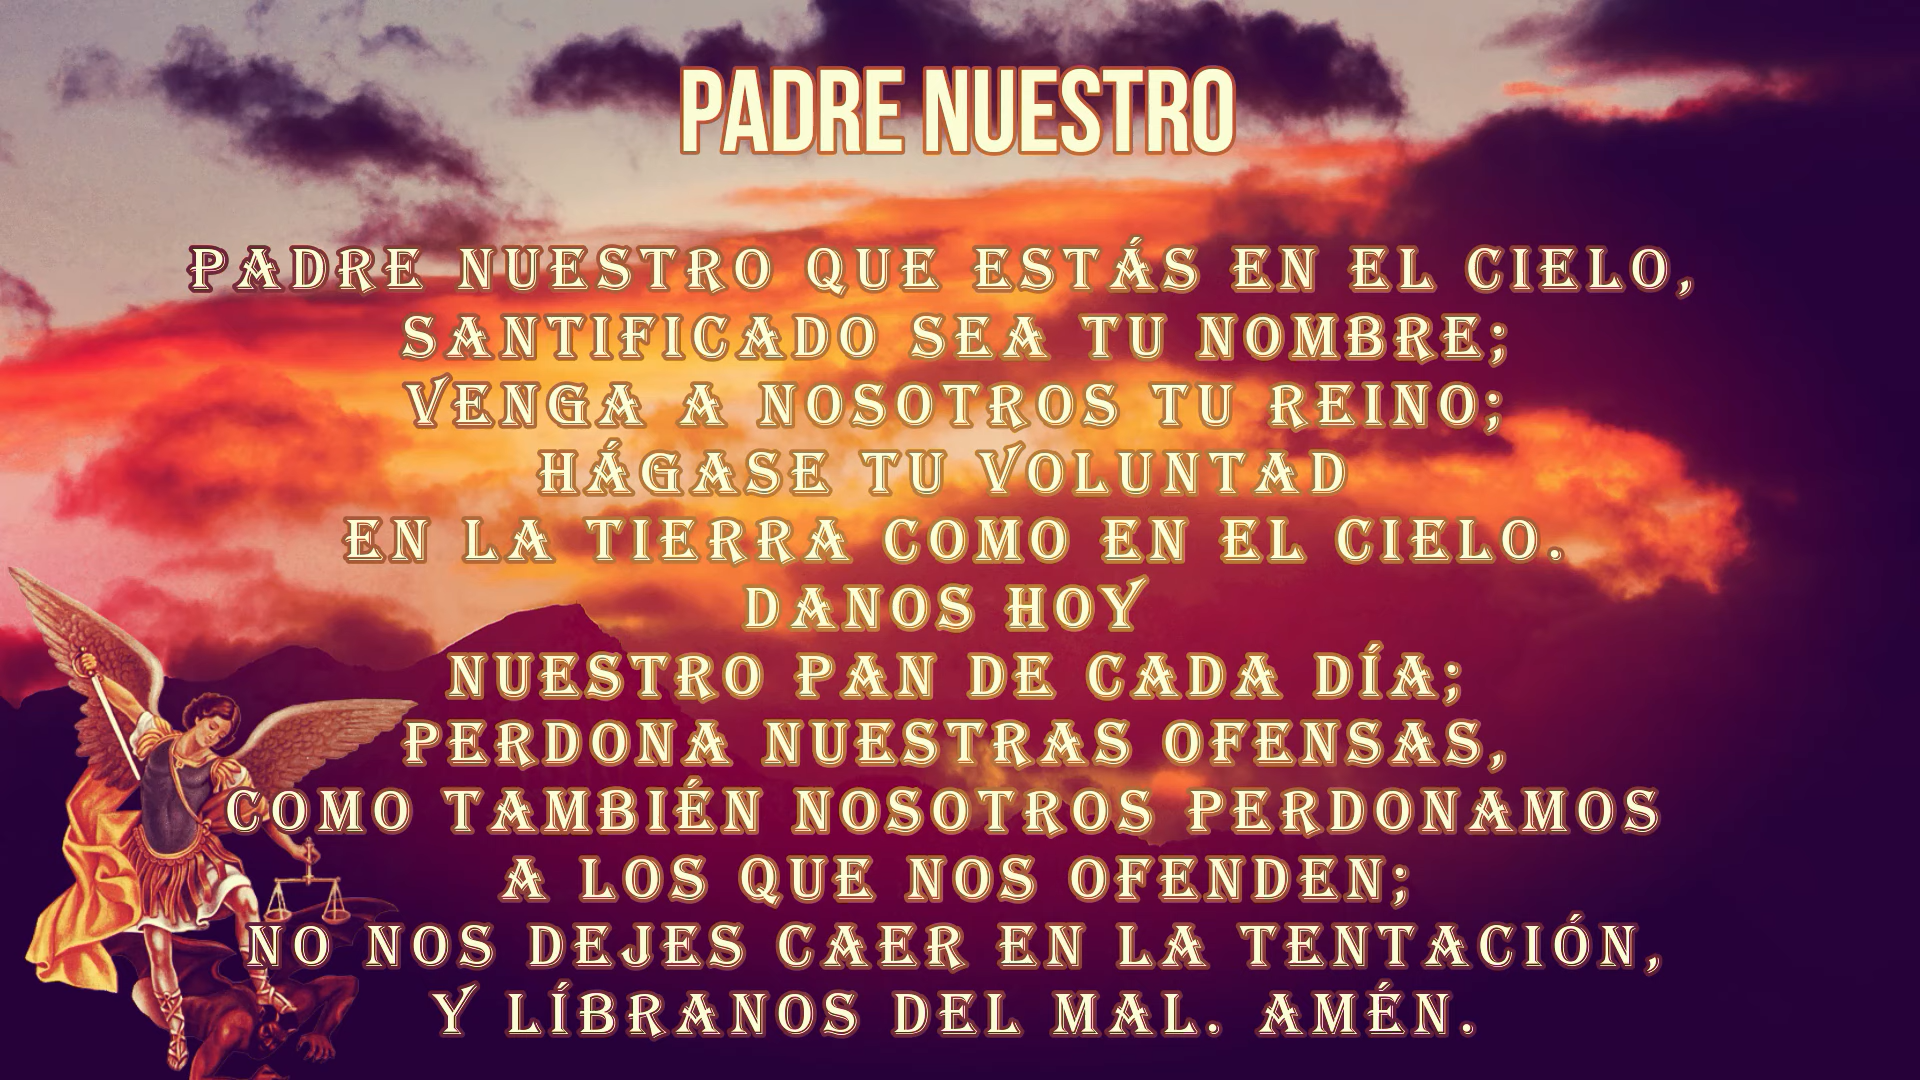 PADRE NUESTRO
PADRE NUESTRO QUE ESTÁS EN EL CIELO,
SANTIFICADO SEA TU NOMBRE;
VENGA A NOSOTROS TU REINO;
HÁGASE TU VOLUNTAD
EN LA TIERRA COMO EN EL CIELO.
DANOS HOY
NUESTRO PAN DE CADA DÍA;
PERDONA NUESTRAS OFENSAS,
COMO TAMBIÉN NOSOTROS PERDONAMOS
A LOS QUE NOS OFENDEN;
NO NOS DEJES CAER EN LA TENTACIÓN,
Y LÍBRANOS DEL MAL. AMÉN.